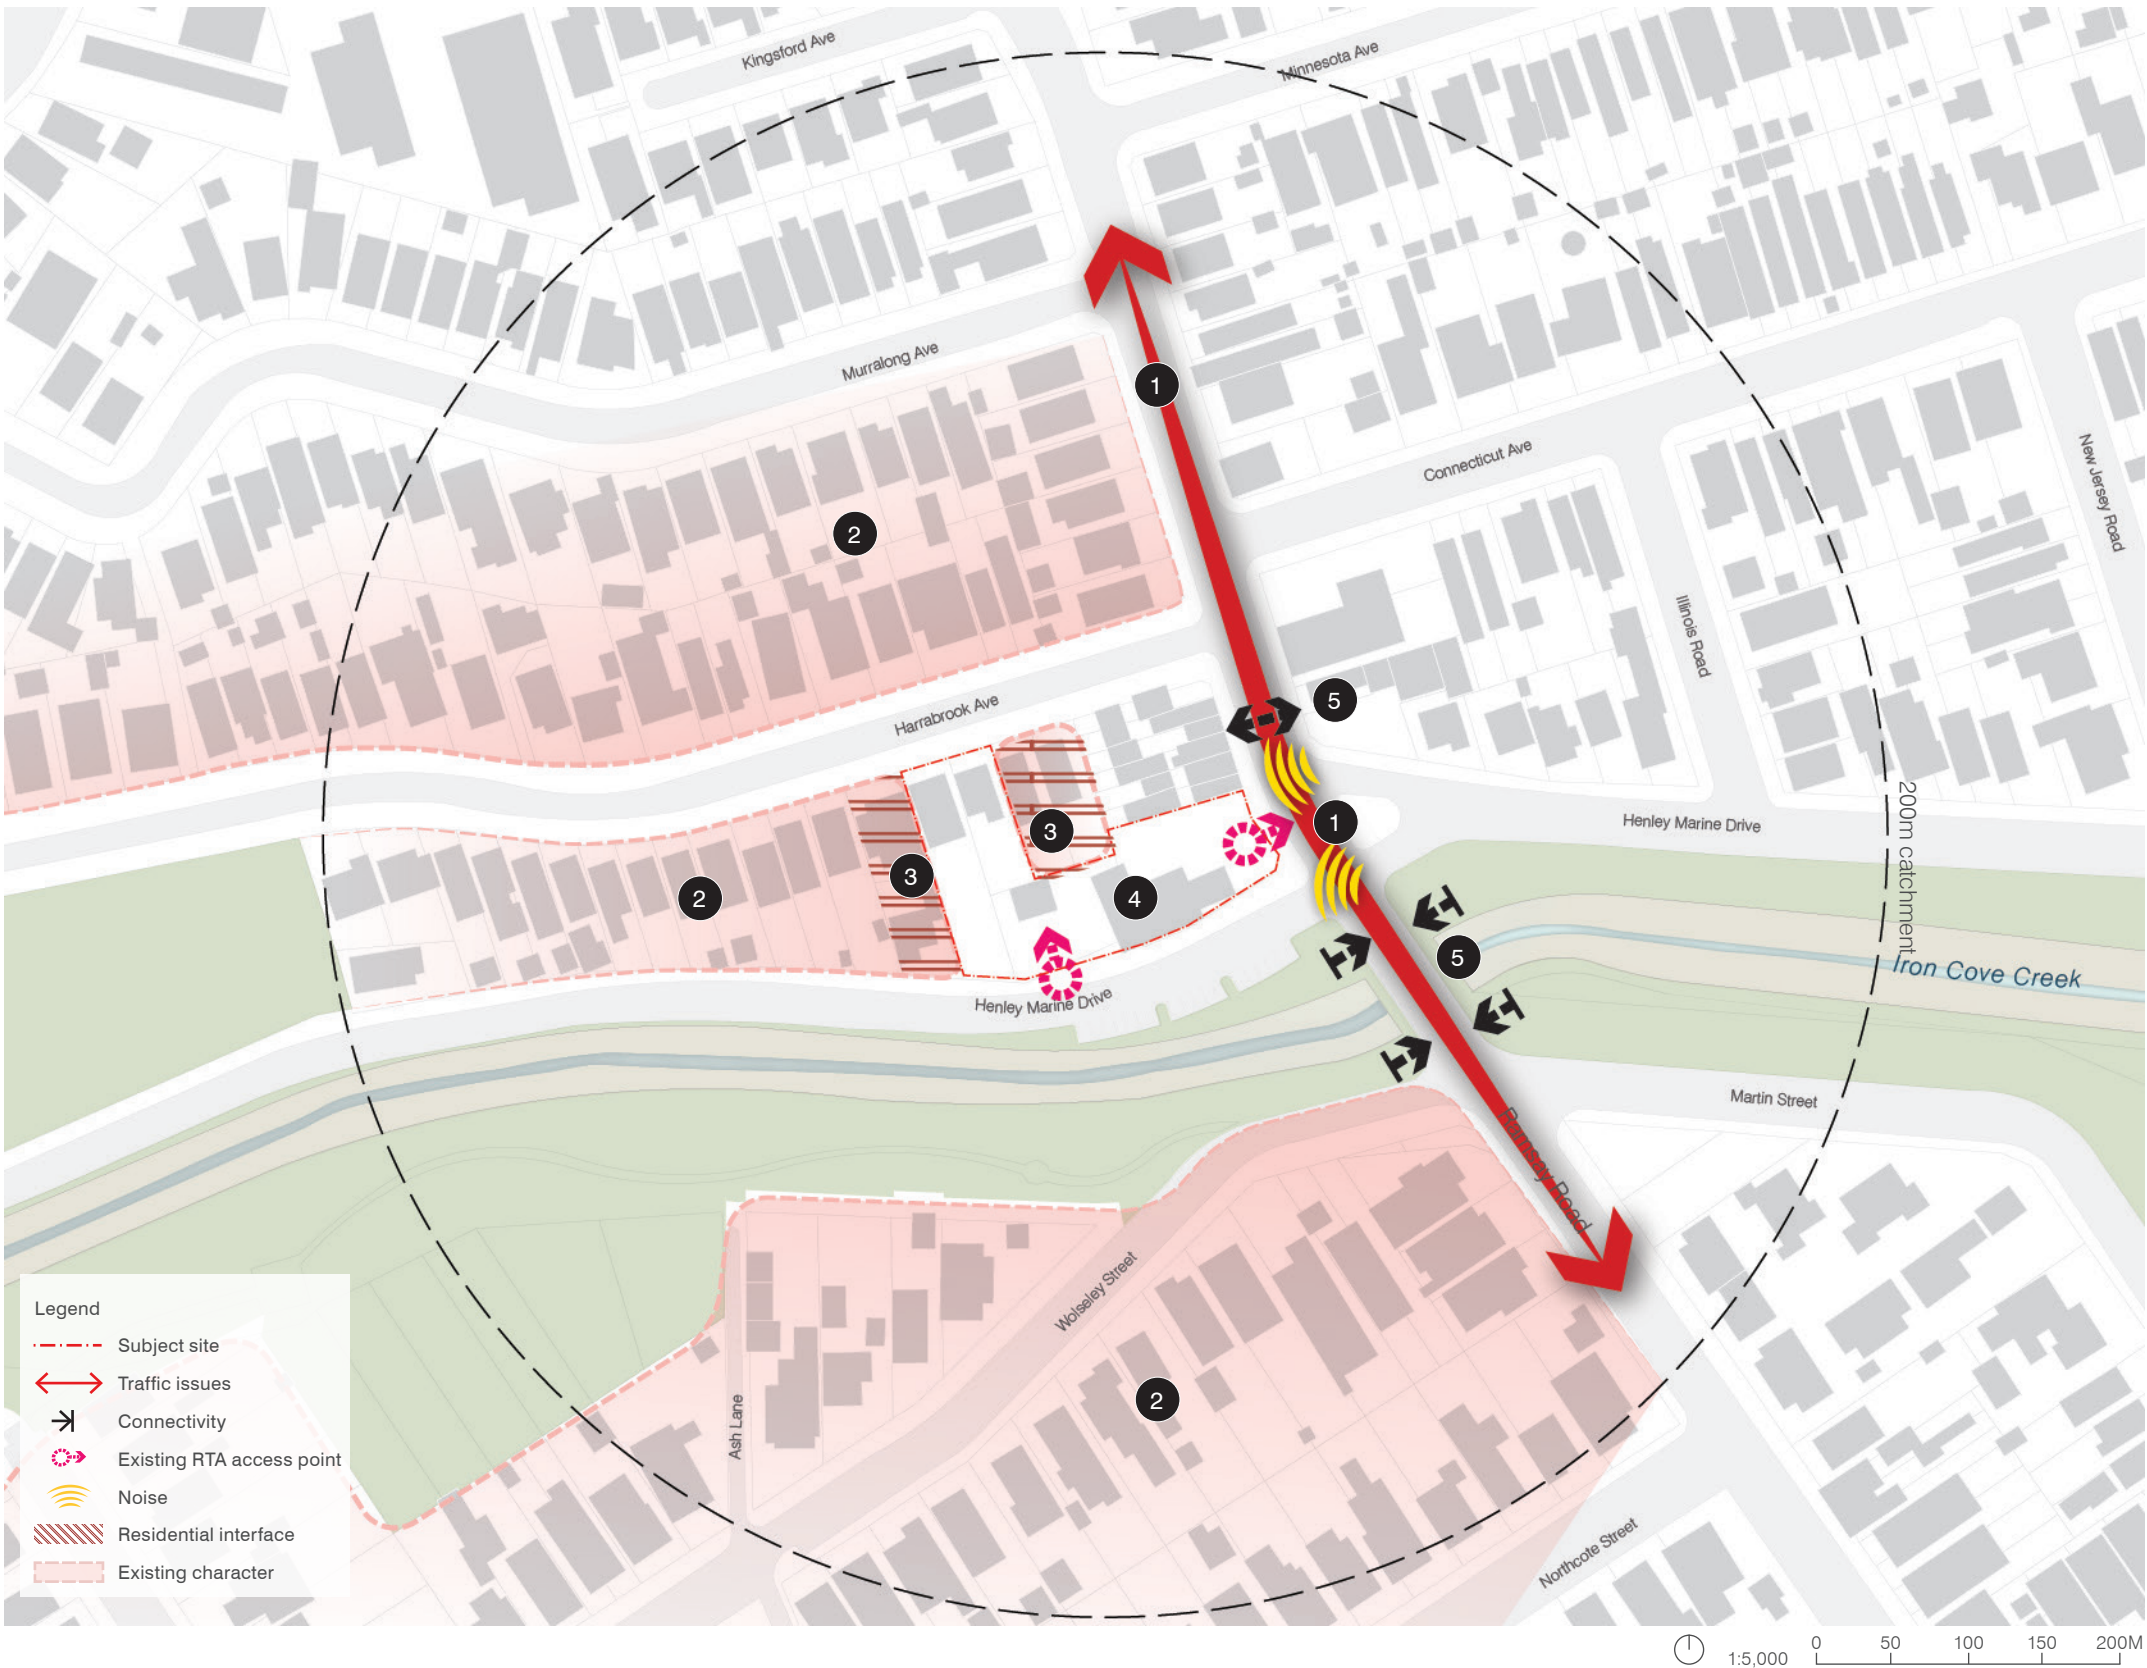 Kingsford Ave
Minnesota Ave
Murralong Ave
1
Connecticut Ave
New Jersey Road
2
Illinois Road
Harrabrook Ave
5
200m catchment
1
Henley Marine Drive
3
3
2
4
5
Iron Cove Creek
Henley Marine Drive
Martin Street
Ramsay Road
Wolseley Street
Ash Lane
2
Northcote Street
Legend
Subject site
Traffic issues
Connectivity
Existing RTA access point
Noise
Residential interface
Existing character
1:5,000
0 50 100 150 200M